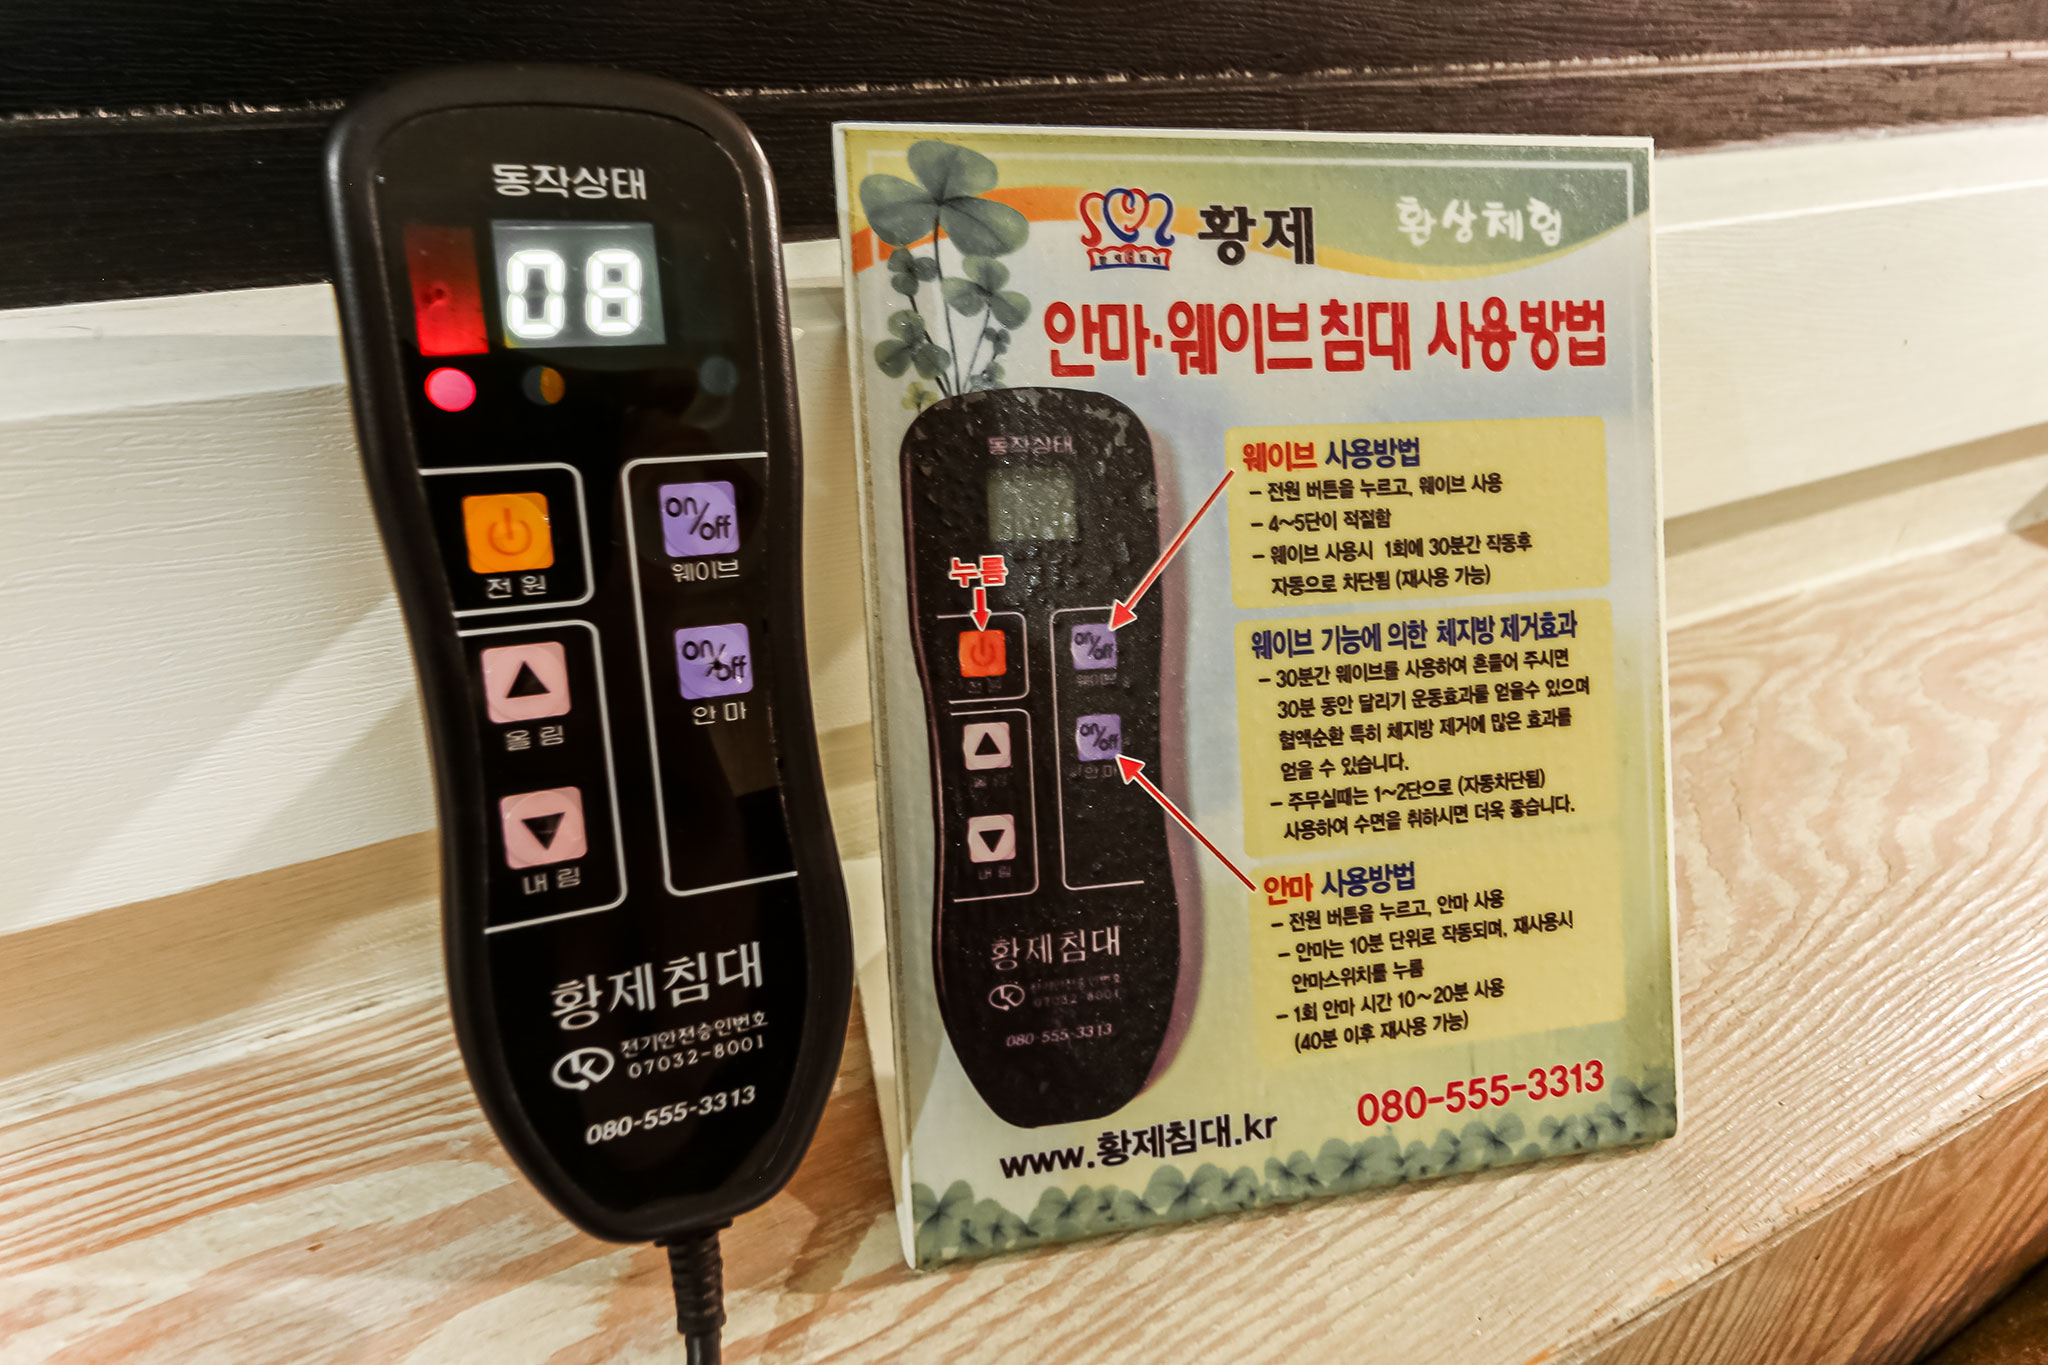 동작상태
08
전원
on/off
웨이브
올림
on/off
안마
내림
황제침대
전기안전승인번호
07032-8001
080-555-3313
황제
환상체험
안마·웨이브침대 사용방법
동작상태
누름
on/off
웨이브
on/off
안마
내림
황제침대
07032-8001
080-555-3313
웨이브 사용방법
- 전원 버튼을 누르고, 웨이브 사용
- 4~5단이 적절함
- 웨이브 사용시 1회에 30분간 작동후
자동으로 차단됨 (재사용 가능)
웨이브 기능에 의한 체지방 제거효과
- 30분간 웨이브를 사용하여 흔들어 주시면
30분 동안 달리기 운동효과를 얻을수 있으며
혈액순환 특히 체지방 제거에 많은 효과를
얻을 수 있습니다.
- 주무실때는 1~2단으로 (자동차단됨)
사용하여 수면을 취하시면 더욱 좋습니다.
안마 사용방법
- 전원 버튼을 누르고, 안마 사용
- 안마는 10분 단위로 작동되며, 재사용시
안마스위치를 누름
- 1회 안마 시간 10~20분 사용
(40분 이후 재사용 가능)
080-555-3313
www.황제침대.kr